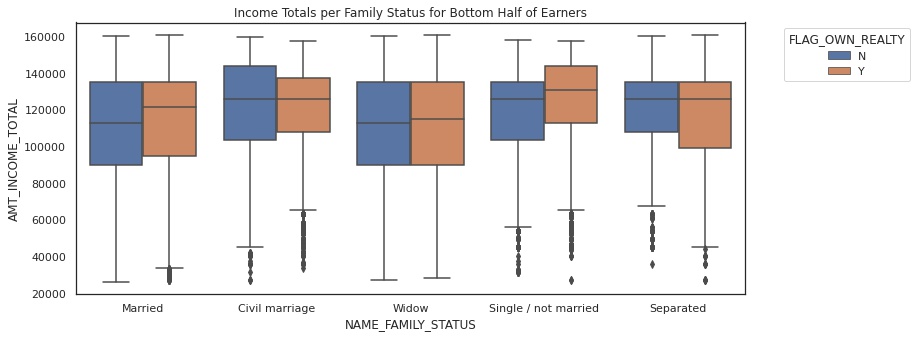 Income Totals per Family Status for Bottom Half of Earners
FLAG_OWN_REALTY
N
Y
AMT_INCOME_TOTAL
160000
140000
120000
100000
80000
60000
40000
20000
Married
Civil marriage
Widow
Single / not married
Separated
NAME_FAMILY_STATUS